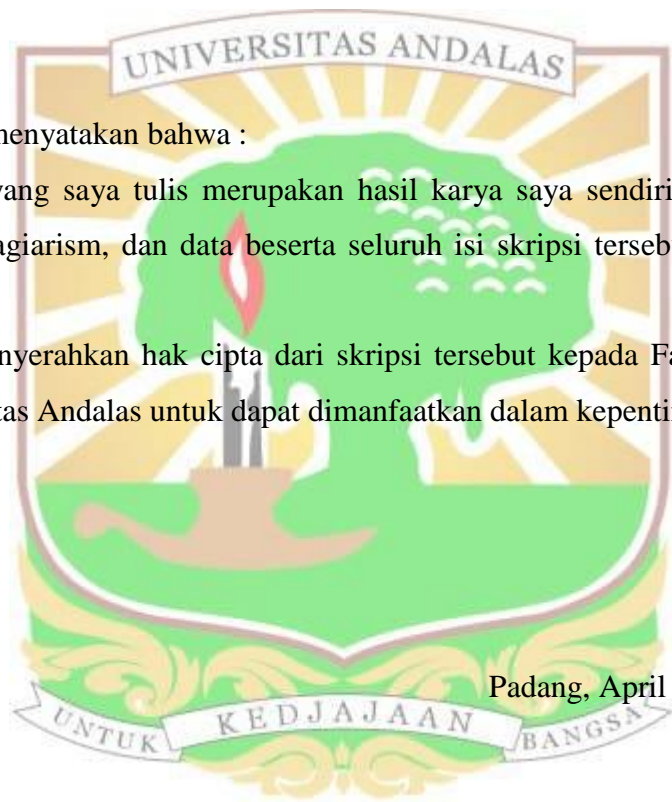 UNIVERSITAS ANDALAS
menyatakan bahwa :
yang saya tulis merupakan hasil karya saya sendiri
agiarism, dan data beserta seluruh isi skripsi terseb
nyerahkan hak cipta dari skripsi tersebut kepada Fa
tas Andalas untuk dapat dimanfaatkan dalam kepentin
Padang, April
UNTUK KEDJAJAAN BANGSA